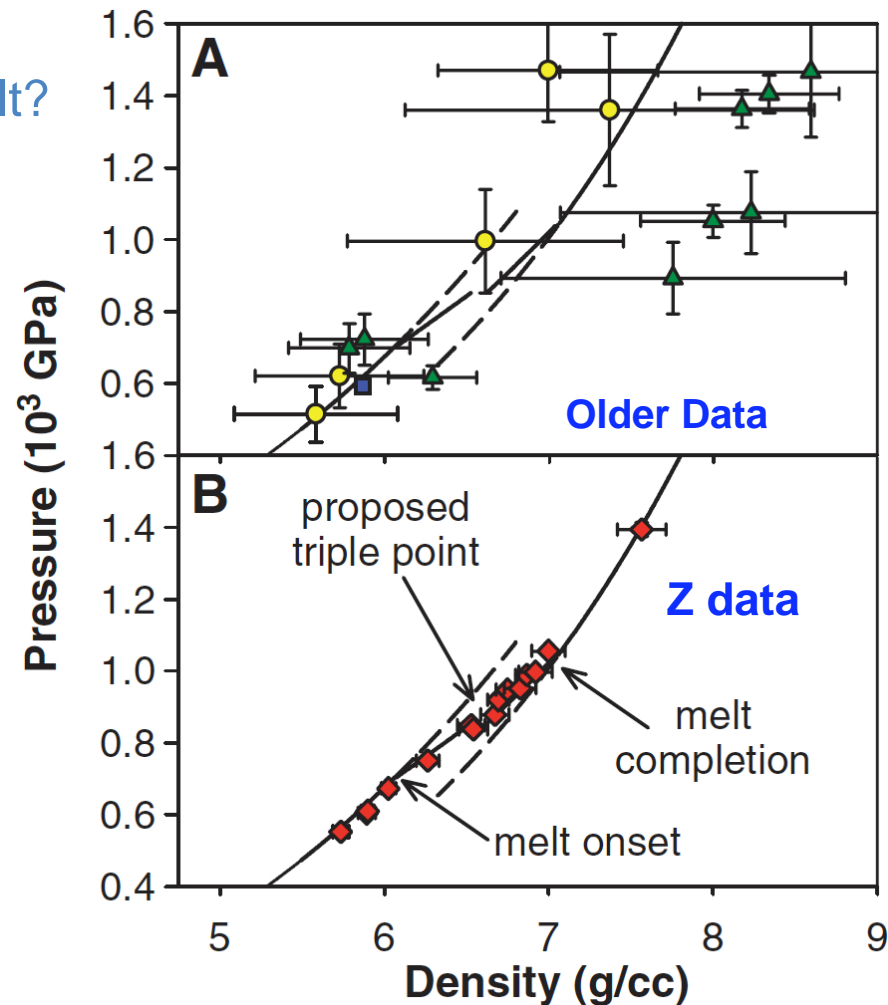 lt?
Pressure (10³ GPa)
A
1.6
1.4
1.2
1.0
0.8
0.6
Older Data
1.6
B
proposed
triple point
1.4
Z data
1.2
1.0
melt
completion
0.8
0.6
melt onset
0.4
5 6 7 8 9
Density (g/cc)